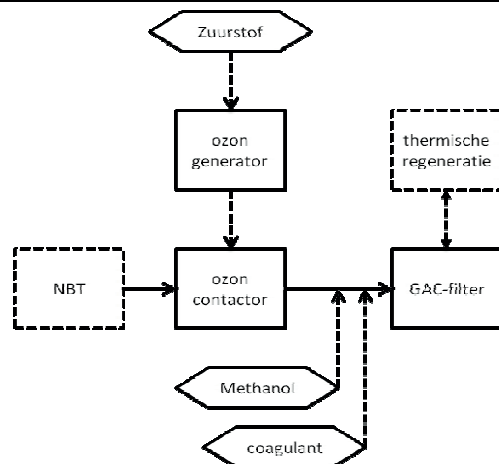 Zuurstof
ozon
generator
thermische
regeneratie
NBT
ozon
contactor
GAC-filter
Methanol
coagulant